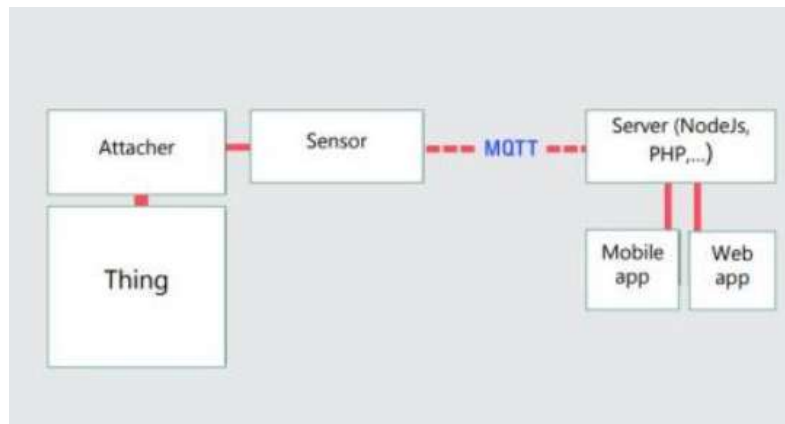 Attacher
Sensor
MQTT
Server (NodeJs,
PHP,...)
Thing
Mobile
app
Web
app